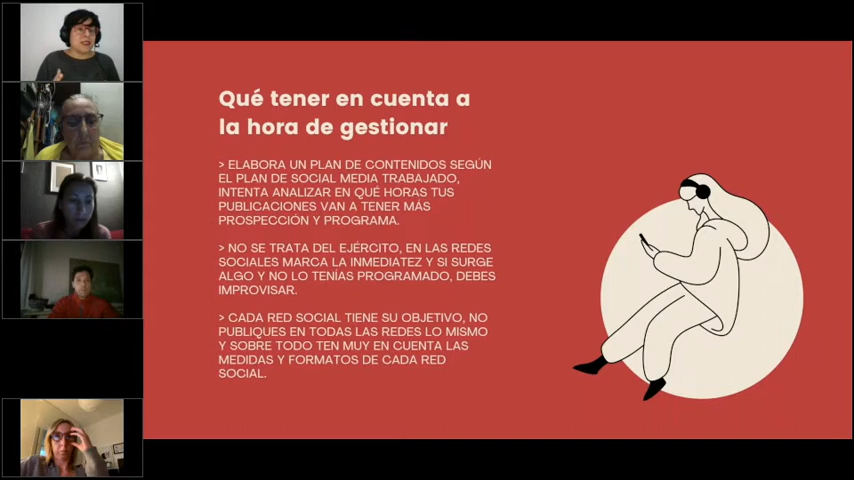 Qué tener en cuenta a
la hora de gestionar
> ELABORA UN PLAN DE CONTENIDOS SEGÚN
EL PLAN DE SOCIAL MEDIA TRABAJADO,
INTENTA ANALIZAR EN QUÉ HORAS TUS
PUBLICACIONES VAN A TENER MÁS
PROSPECCIÓN Y PROGRAMA.
> NO SE TRATA DEL EJÉRCITO, EN LAS REDES
SOCIALES MARCA LA INMEDIATEZ Y SI SURGE
ALGO Y NO LO TENÍAS PROGRAMADO, DEBES
IMPROVISAR.
> CADA RED SOCIAL TIENE SU OBJETIVO, NO
PUBLIQUES EN TODAS LAS REDES LO MISMO
Y SOBRE TODO TEN MUY EN CUENTA LAS
MEDIDAS Y FORMATOS DE CADA RED
SOCIAL.